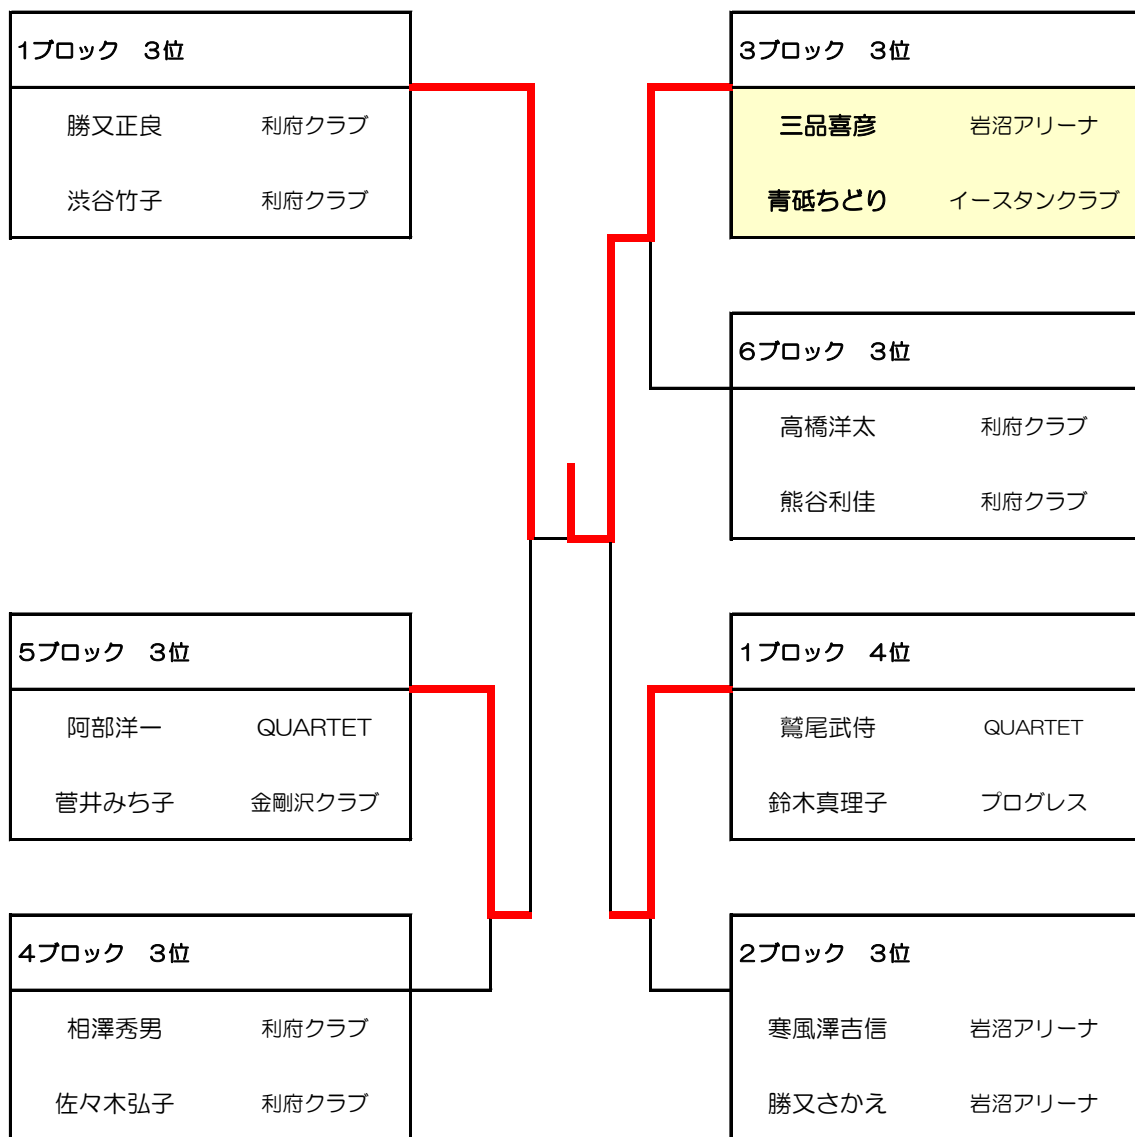 1ブロック　3位
勝又正良　利府クラブ
渋谷竹子　利府クラブ
5ブロック　3位
阿部洋一　QUARTET
菅井みち子　金剛沢クラブ
4ブロック　3位
相澤秀男　利府クラブ
佐々木弘子　利府クラブ
3ブロック　3位
三品喜彦　岩沼アリーナ
青砥ちどり　イースタンクラブ
6ブロック　3位
高橋洋太　利府クラブ
熊谷利佳　利府クラブ
1ブロック　4位
鷲尾武侍　QUARTET
鈴木真理子　プログレス
2ブロック　3位
寒風澤吉信　岩沼アリーナ
勝又さかえ　岩沼アリーナ